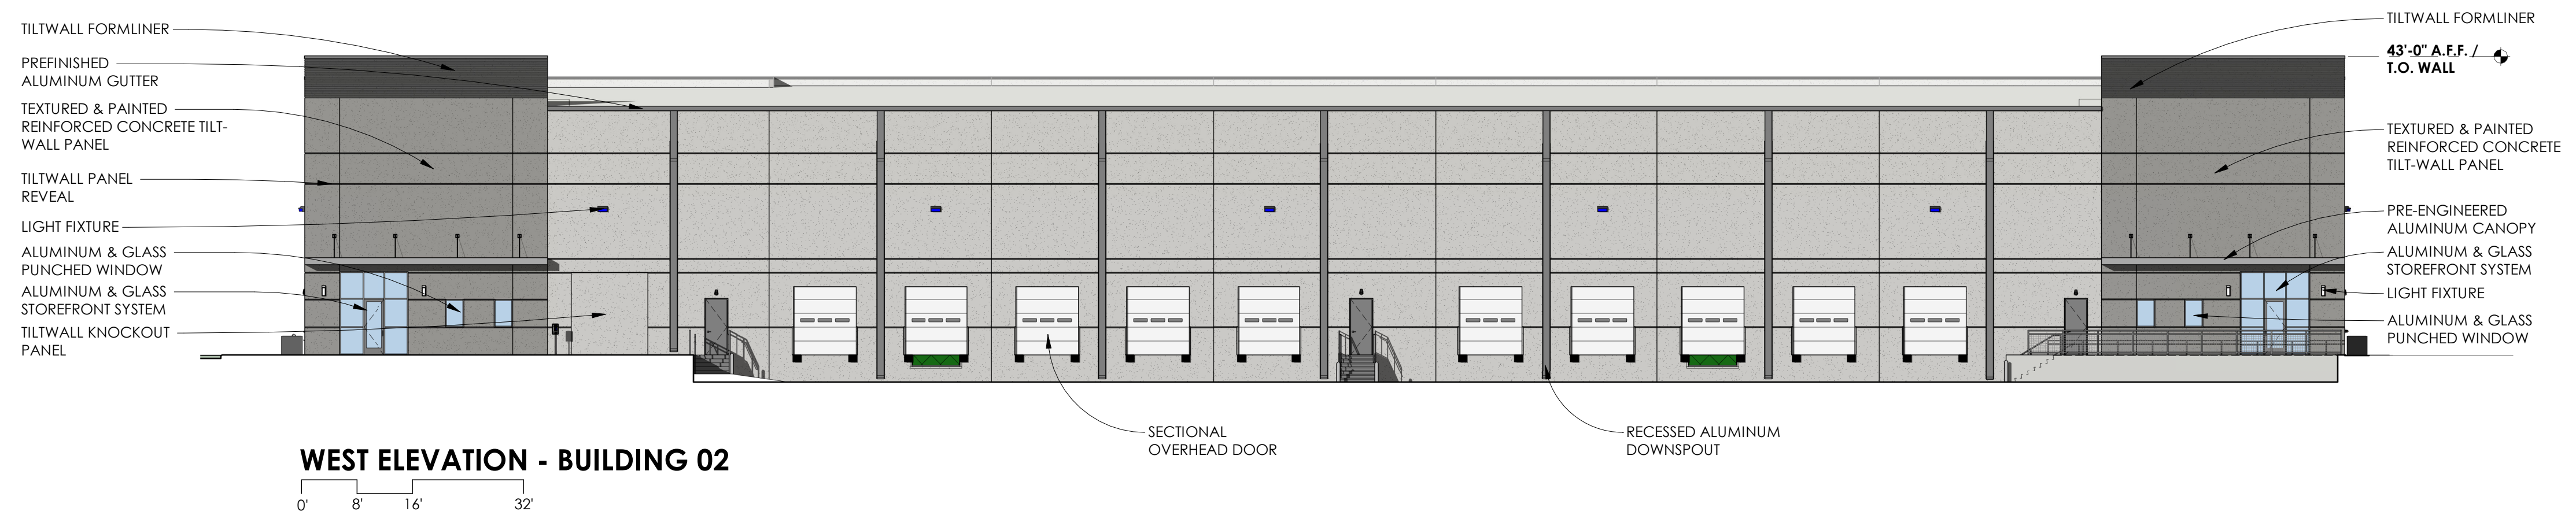 TILTWALL FORMLINER
PREFINISHED
ALUMINUM GUTTER
TEXTURED & PAINTED
REINFORCED CONCRETE TILT-
WALL PANEL
TILTWALL PANEL
REVEAL
LIGHT FIXTURE
ALUMINUM & GLASS
PUNCHED WINDOW
ALUMINUM & GLASS
STOREFRONT SYSTEM
TILTWALL KNOCKOUT
PANEL
TILTWALL FORMLINER
43'-0" A.F.F. /
T.O. WALL
TEXTURED & PAINTED
REINFORCED CONCRETE
TILT-WALL PANEL
PRE-ENGINEERED
ALUMINUM CANOPY
ALUMINUM & GLASS
STOREFRONT SYSTEM
LIGHT FIXTURE
ALUMINUM & GLASS
PUNCHED WINDOW
SECTIONAL
OVERHEAD DOOR
RECESSED ALUMINUM
DOWNSPOUT
WEST ELEVATION - BUILDING 02
0' 8' 16' 32'